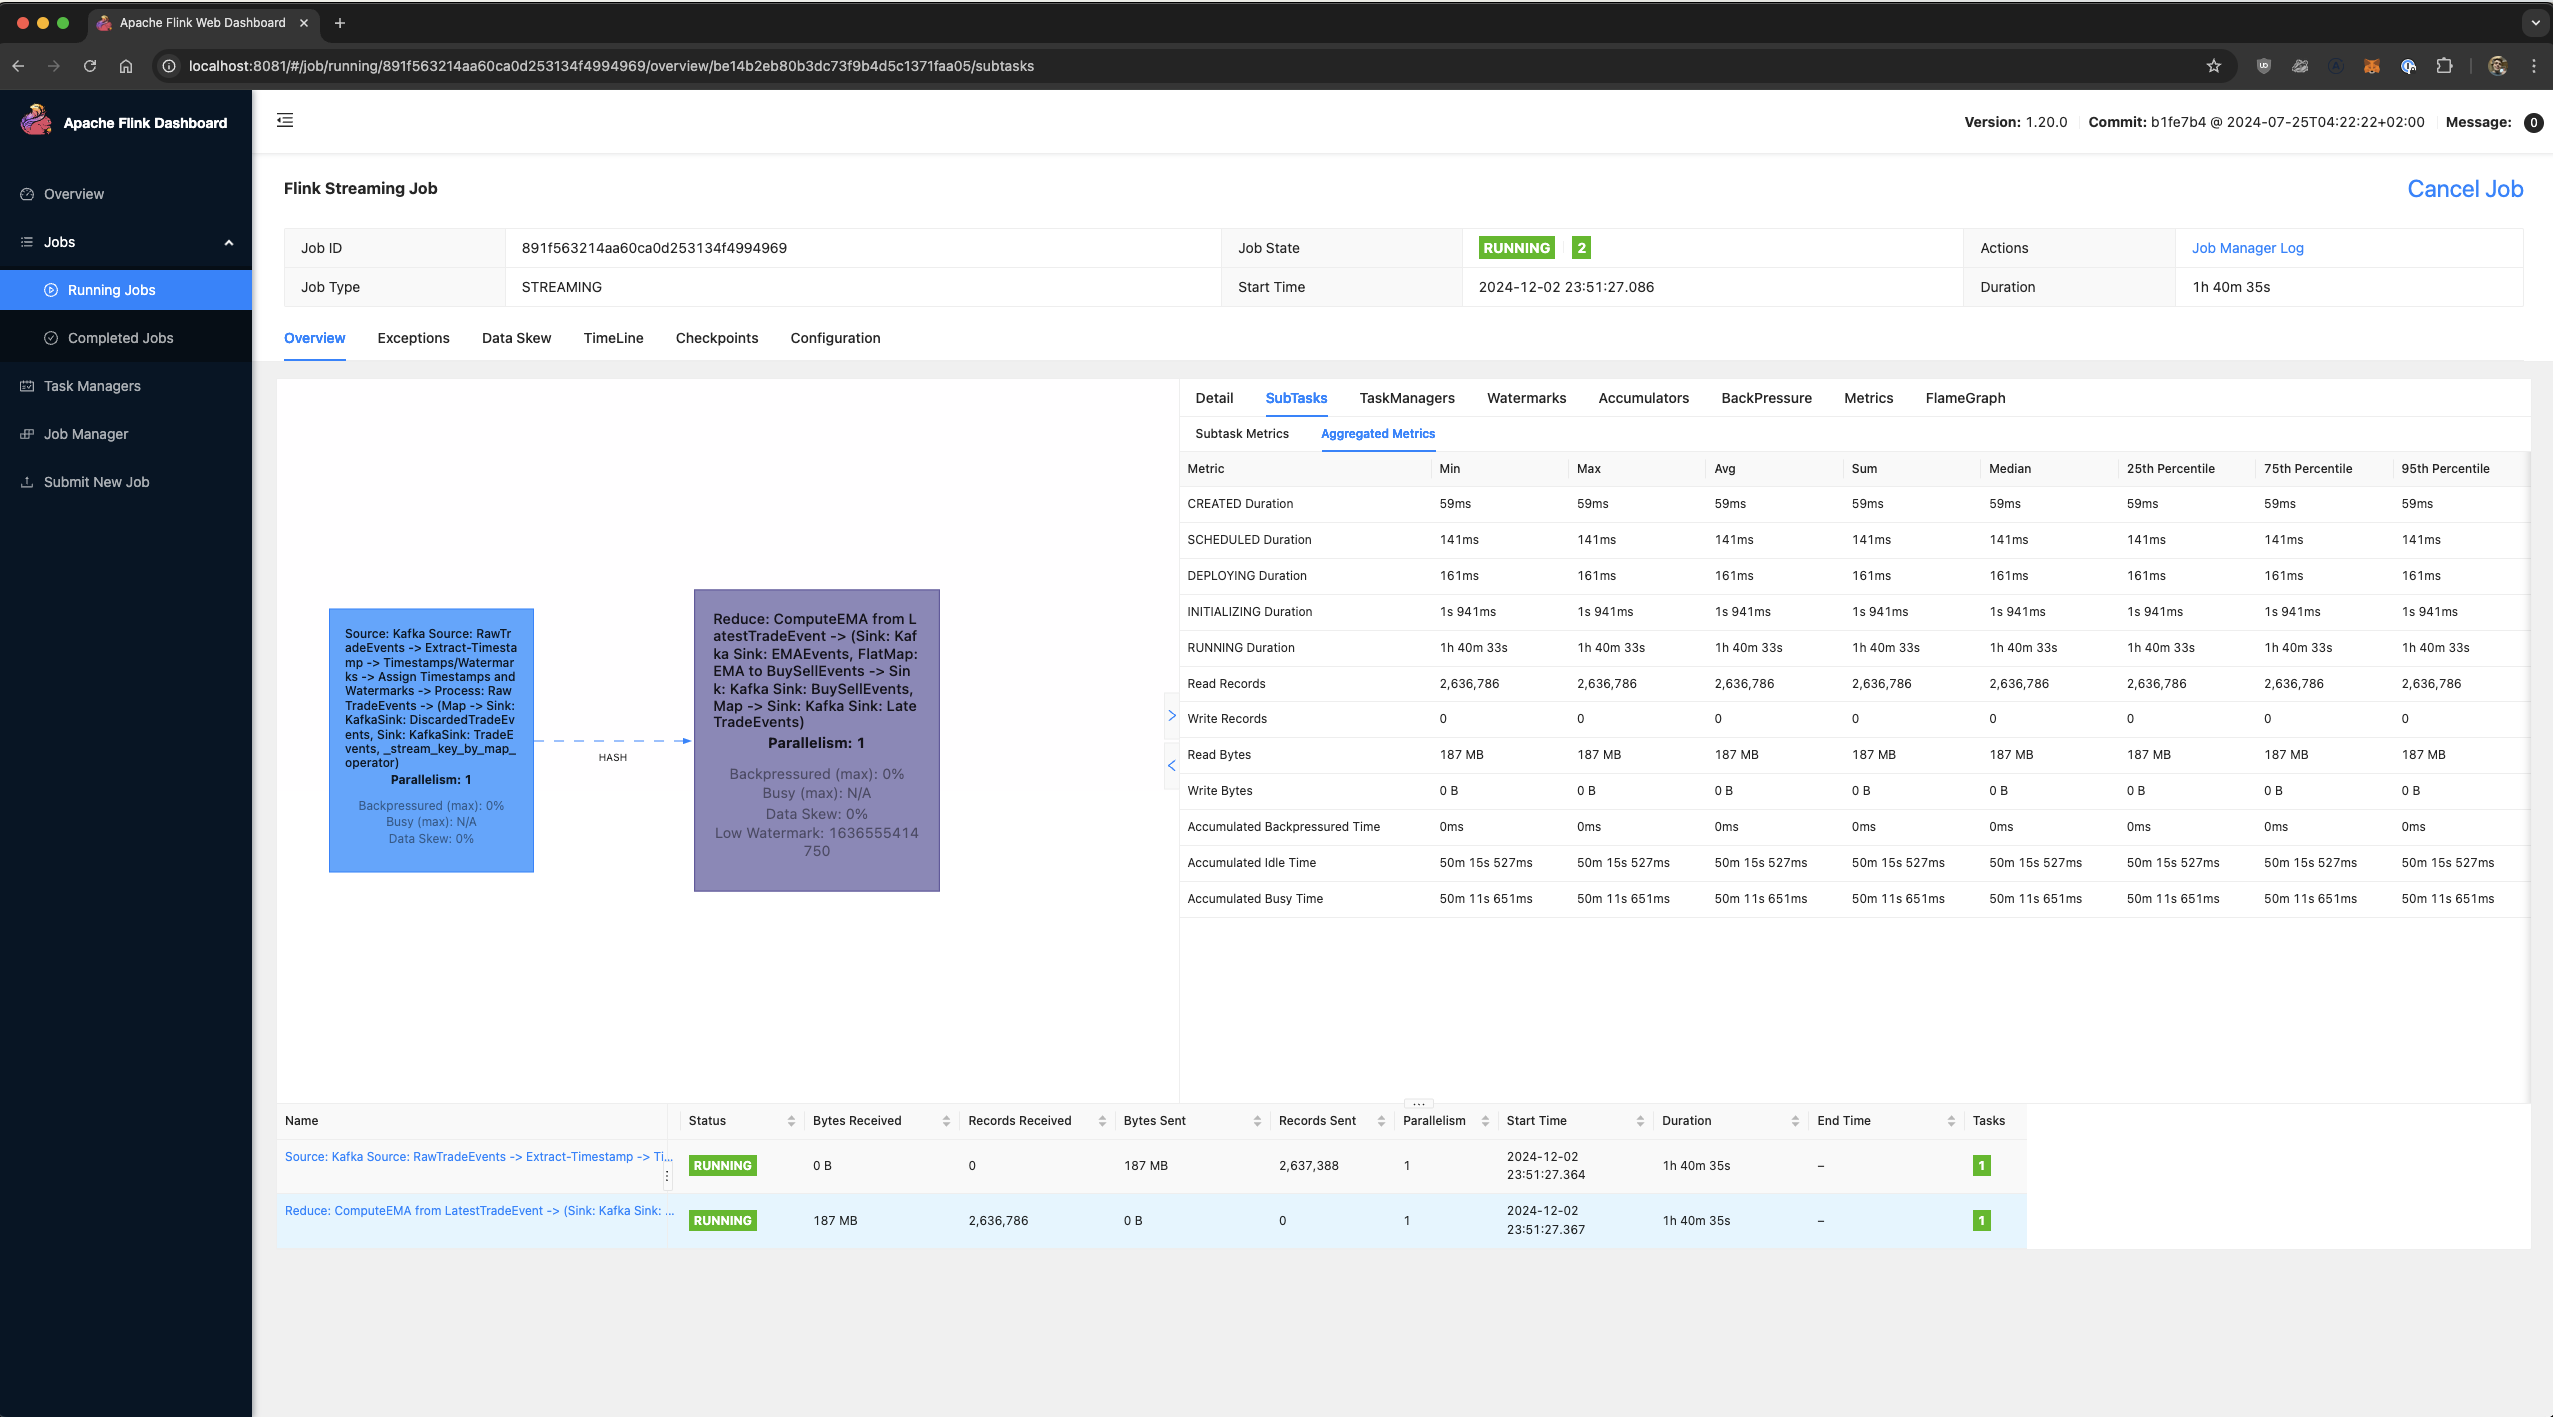 Apache Flink Web Dashboard
localhost:8081/#/job/running/891f563214aa60ca0d253134f4994969/overview/be14b2eb80b3dc73f9b4d5c1371faa05/subtasks
Apache Flink Dashboard
Version: 1.20.0 Commit: b1fe7b4 @ 2024-07-25T04:22:22+02:00 Message: 0
Overview
Jobs
Running Jobs
Completed Jobs
Task Managers
Job Manager
Submit New Job
Flink Streaming Job
Cancel Job
Job ID 891f563214aa60ca0d253134f4994969 Job State RUNNING 2 Actions Job Manager Log
Job Type STREAMING Start Time 2024-12-02 23:51:27.086 Duration 1h 40m 35s
Overview Exceptions Data Skew TimeLine Checkpoints Configuration
Source: Kafka Source: RawTr
adeEvents -> Extract-Timesta
mp -> Timestamps/Watermar
ks -> Assign Timestamps and
Watermarks -> Process: Raw
TradeEvents -> (Map -> Sink:
KafkaSink: DiscardedTradeEv
ents, Sink: KafkaSink: TradeE
vents, _stream_key_by_map_
operator)
Parallelism: 1
Backpressured (max): 0%
Busy (max): N/A
Data Skew: 0%
HASH
Reduce: ComputeEMA from L
atestTradeEvent -> (Sink: Kaf
ka Sink: EMAEvents, FlatMap:
EMA to BuySellEvents -> Sin
k: Kafka Sink: BuySellEvents,
Map -> Sink: Kafka Sink: Late
TradeEvents)
Parallelism: 1
Backpressured (max): 0%
Busy (max): N/A
Data Skew: 0%
Low Watermark: 1636555414
750
Detail SubTasks TaskManagers Watermarks Accumulators BackPressure Metrics FlameGraph
Subtask Metrics Aggregated Metrics
Metric Min Max Avg Sum Median 25th Percentile 75th Percentile 95th Percentile
CREATED Duration 59ms 59ms 59ms 59ms 59ms 59ms 59ms 59ms
SCHEDULED Duration 141ms 141ms 141ms 141ms 141ms 141ms 141ms 141ms
DEPLOYING Duration 161ms 161ms 161ms 161ms 161ms 161ms 161ms 161ms
INITIALIZING Duration 1s 941ms 1s 941ms 1s 941ms 1s 941ms 1s 941ms 1s 941ms 1s 941ms 1s 941ms
RUNNING Duration 1h 40m 33s 1h 40m 33s 1h 40m 33s 1h 40m 33s 1h 40m 33s 1h 40m 33s 1h 40m 33s 1h 40m 33s
Read Records 2,636,786 2,636,786 2,636,786 2,636,786 2,636,786 2,636,786 2,636,786 2,636,786
Write Records 0 0 0 0 0 0 0 0
Read Bytes 187 MB 187 MB 187 MB 187 MB 187 MB 187 MB 187 MB 187 MB
Write Bytes 0 B 0 B 0 B 0 B 0 B 0 B 0 B 0 B
Accumulated Backpressured Time 0ms 0ms 0ms 0ms 0ms 0ms 0ms 0ms
Accumulated Idle Time 50m 15s 527ms 50m 15s 527ms 50m 15s 527ms 50m 15s 527ms 50m 15s 527ms 50m 15s 527ms 50m 15s 527ms 50m 15s 527ms
Accumulated Busy Time 50m 11s 651ms 50m 11s 651ms 50m 11s 651ms 50m 11s 651ms 50m 11s 651ms 50m 11s 651ms 50m 11s 651ms 50m 11s 651ms
Name Status Bytes Received Records Received Bytes Sent Records Sent Parallelism Start Time Duration End Time Tasks
Source: Kafka Source: RawTradeEvents -> Extract-Timestamp -> Ti... RUNNING 0 B 0 187 MB 2,637,388 1 2024-12-02 1h 40m 35s – 1
23:51:27.364
Reduce: ComputeEMA from LatestTradeEvent -> (Sink: Kafka Sink: ... RUNNING 187 MB 2,636,786 0 B 0 1 2024-12-02 1h 40m 35s – 1
23:51:27.367